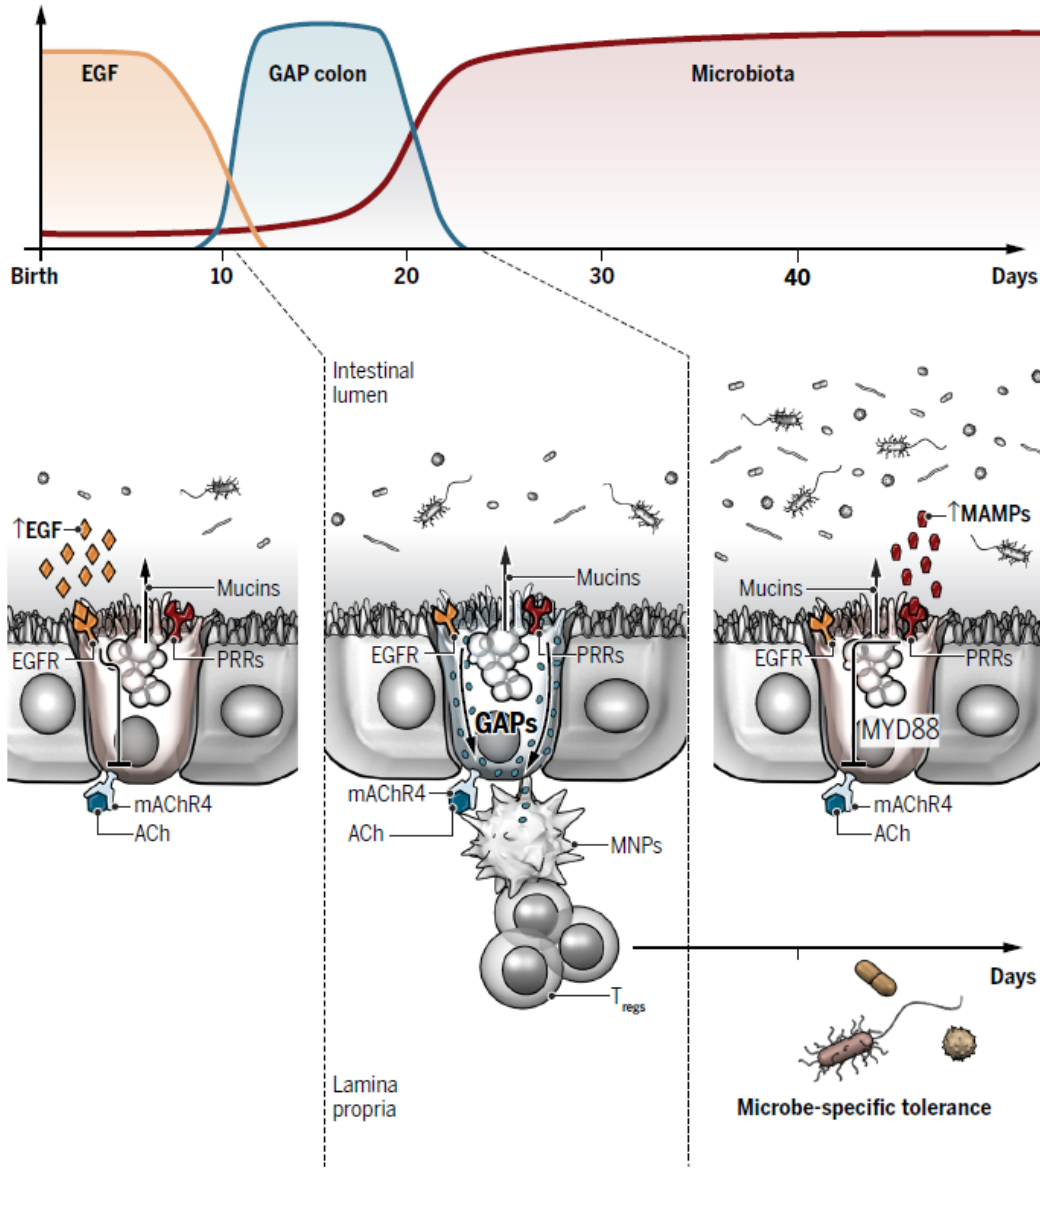 EGF
GAP colon
Microbiota
Birth
10
20
30
40
Days
Intestinal
lumen
↑EGF
Mucins
EGFR
PRRs
mAChR4
ACh
Mucins
EGFR
PRRs
GAPs
mAChR4
ACh
MNPs
Tregs
Lamina
propria
↑MAMPs
Mucins
EGFR
PRRs
↑MYD88
mAChR4
ACh
Days
Microbe-specific tolerance